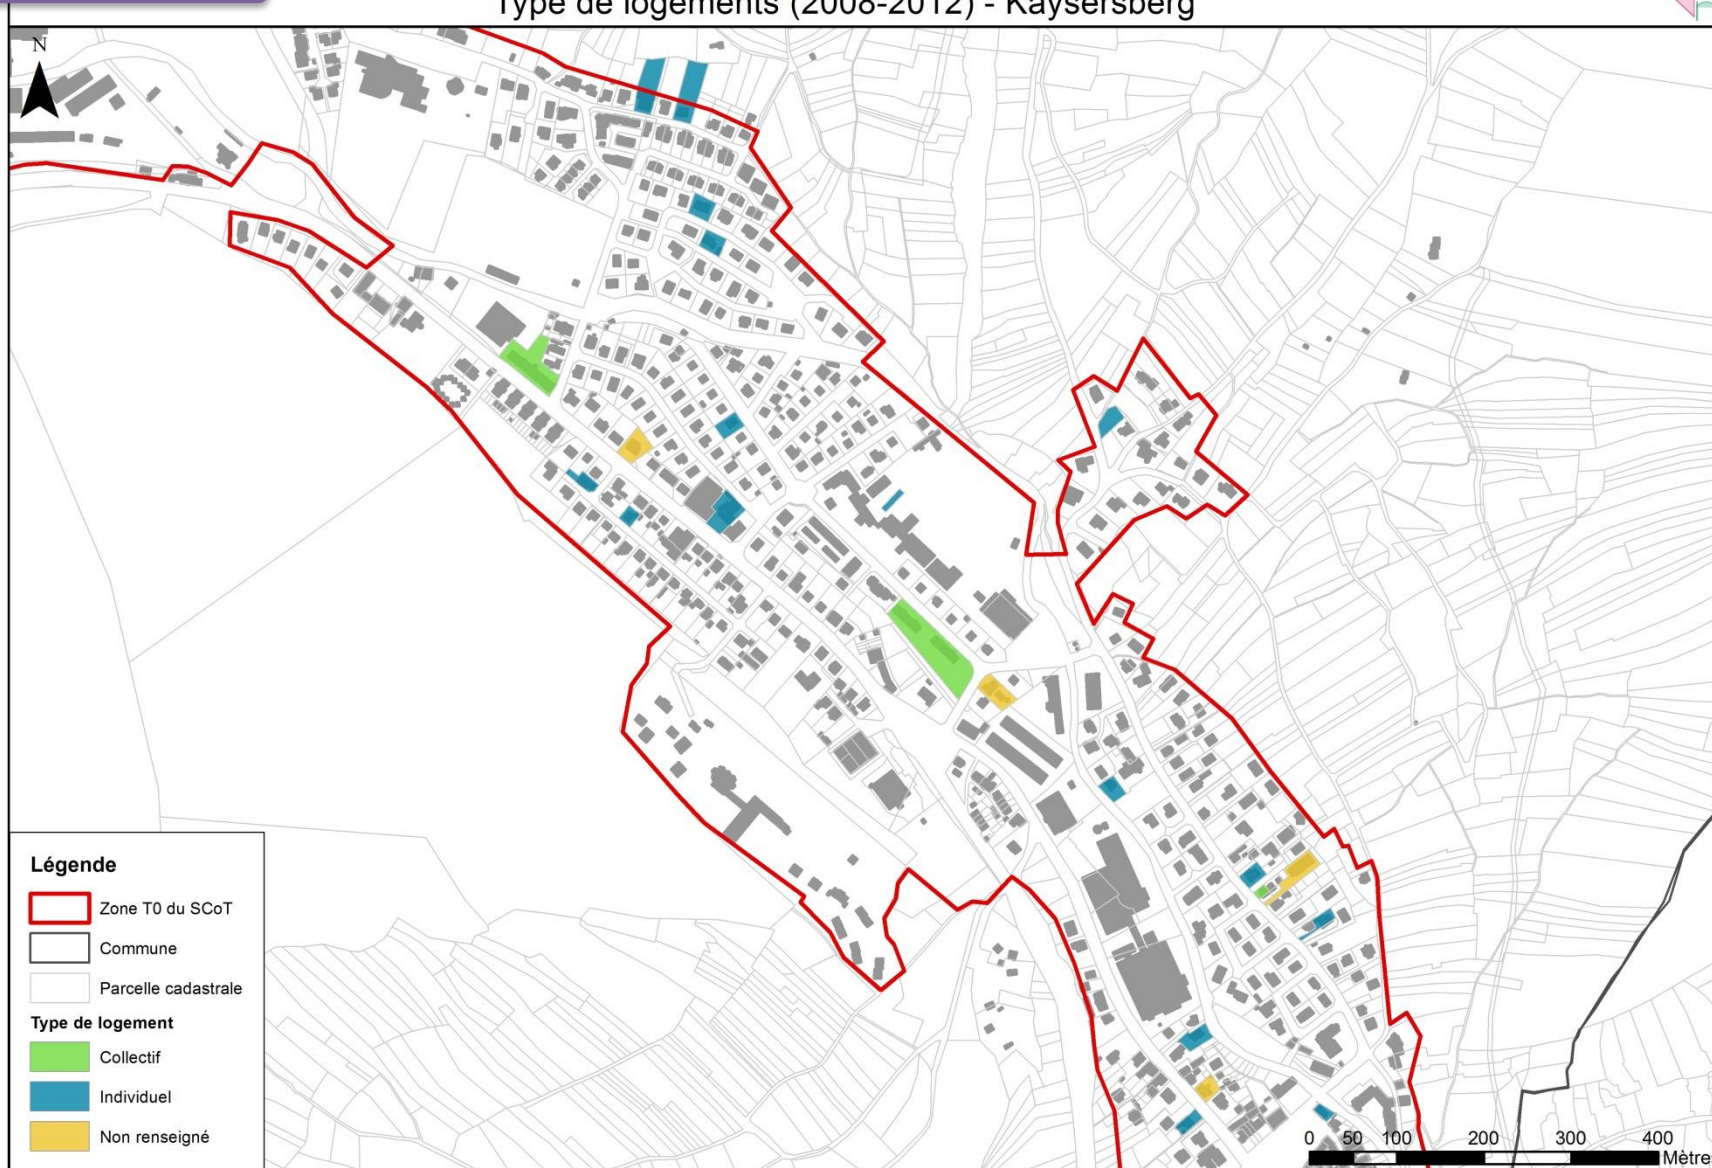 Type de logements (2008-2012) - Kaysersberg
N
Légende
Zone T0 du SCoT
Commune
Parcelle cadastrale
Type de logement
Collectif
Individuel
Non renseigné
0 50 100 200 300 400
Mètres